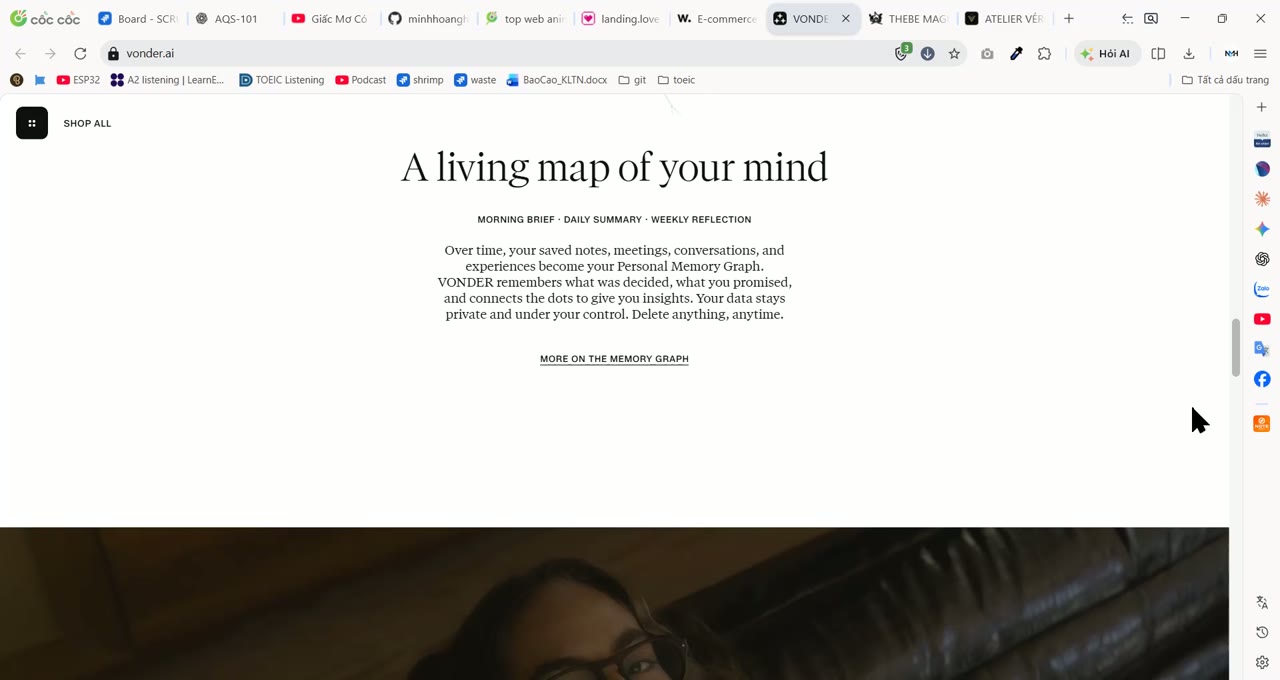 cốc cốc
Board - SCR
AQS-101
Giấc Mơ Có
minhhoangh
top web ani
landing.love
W. E-commerce
VONDE
THEBE MAG
ATELIER VÉR
vonder.ai
3
Hỏi AI
ESP32
A2 listening | LearnE...
TOEIC Listening
Podcast
shrimp
waste
BaoCao_KLTN.docx
git
toeic
Tất cả dấu trang
SHOP ALL
A living map of your mind
MORNING BRIEF · DAILY SUMMARY · WEEKLY REFLECTION
Over time, your saved notes, meetings, conversations, and
experiences become your Personal Memory Graph.
VONDER remembers what was decided, what you promised,
and connects the dots to give you insights. Your data stays
private and under your control. Delete anything, anytime.
MORE ON THE MEMORY GRAPH
Zalo